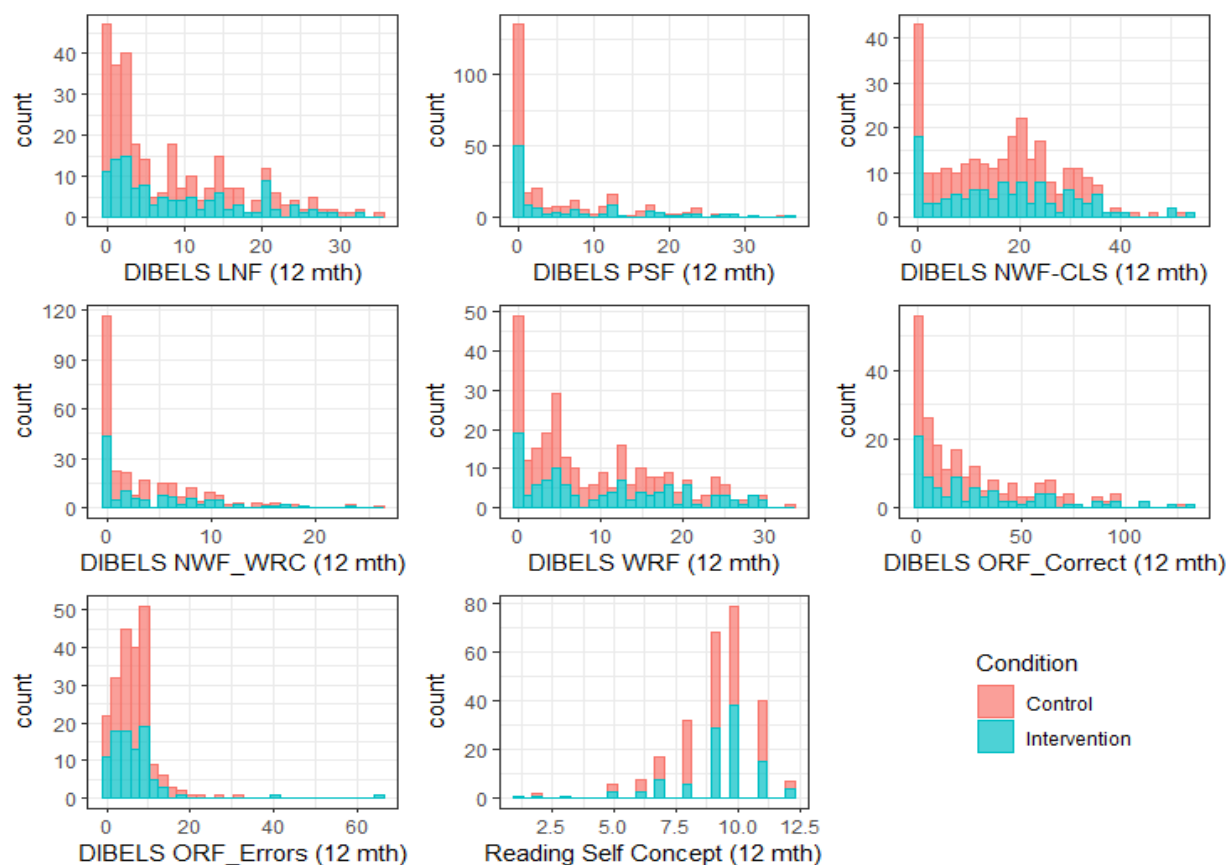 count
40
30
20
10
0
0 10 20 30
DIBELS LNF (12 mth)
count
100
50
0
0 10 20 30
DIBELS PSF (12 mth)
count
40
30
20
10
0
0 20 40
DIBELS NWF-CLS (12 mth)
count
120
90
60
30
0
0 10 20
DIBELS NWF_WRC (12 mth)
count
50
40
30
20
10
0
0 10 20 30
DIBELS WRF (12 mth)
count
40
20
0
0 50 100
DIBELS ORF_Correct (12 mth)
count
50
40
30
20
10
0
0 20 40 60
DIBELS ORF_Errors (12 mth)
count
80
60
40
20
0
2.5 5.0 7.5 10.0 12.5
Reading Self Concept (12 mth)
Condition
Control
Intervention